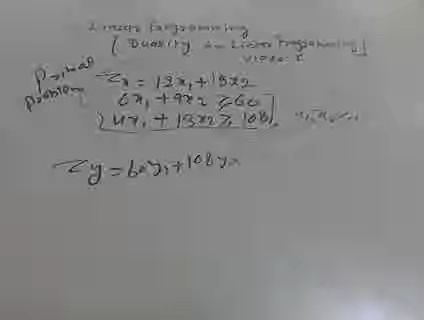 Linear Programming
[Duality in Linear Programming]
Video:
Primal Problem
Zx = 12x1 + 15x2
6x1 + 9x2 ≥ 60
4x1 + 13x2 ≥ 108,
Zy = 60y1 + 108y2